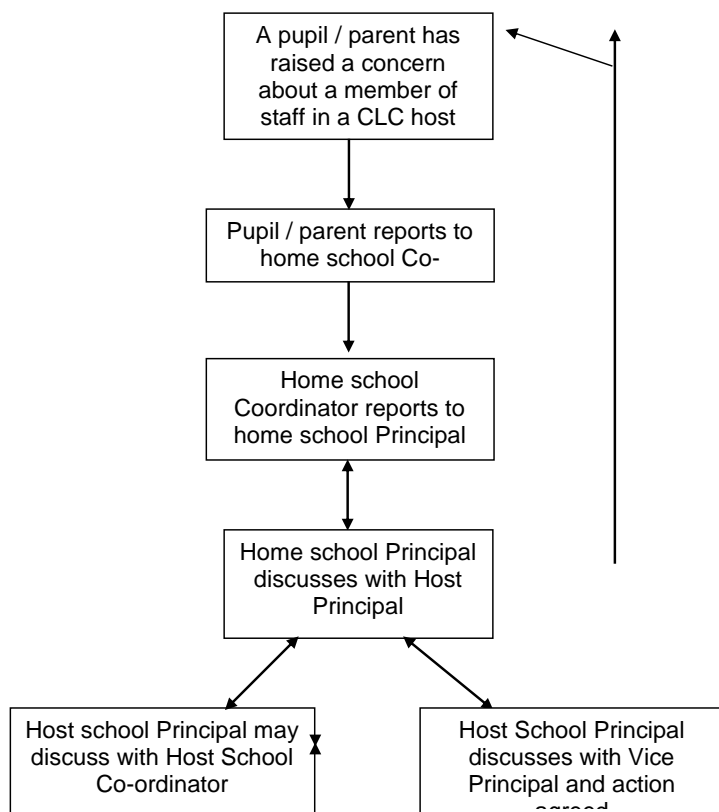 A pupil / parent has
raised a concern
about a member of
staff in a CLC host
Pupil / parent reports to
home school Co-
Home school
Coordinator reports to
home school Principal
Home school Principal
discusses with Host
Principal
Host school Principal may
discuss with Host School
Co-ordinator
Host School Principal
discusses with Vice
Principal and action
agreed